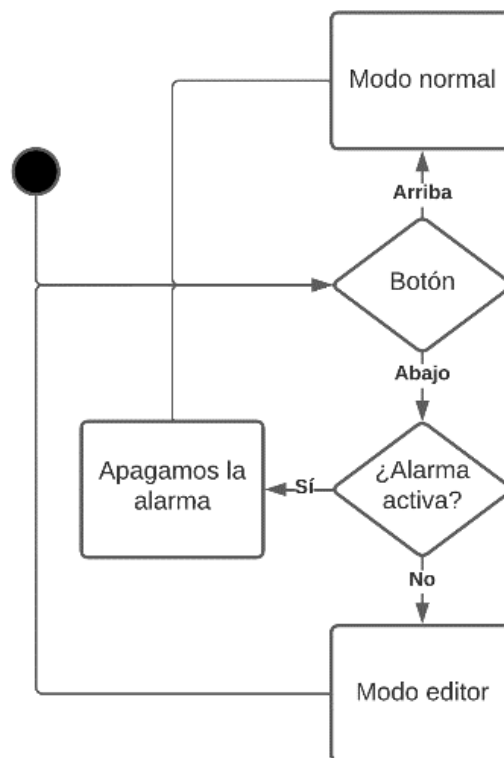 Modo normal
Arriba
Botón
Abajo
¿Alarma
activa?
Sí
Apagamos la
alarma
No
Modo editor